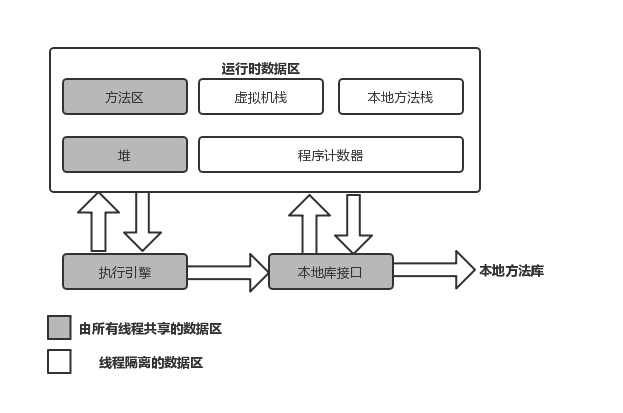 运行时数据区
方法区
虚拟机栈
本地方法栈
堆
程序计数器
执行引擎
本地库接口
本地方法库
由所有线程共享的数据区
线程隔离的数据区